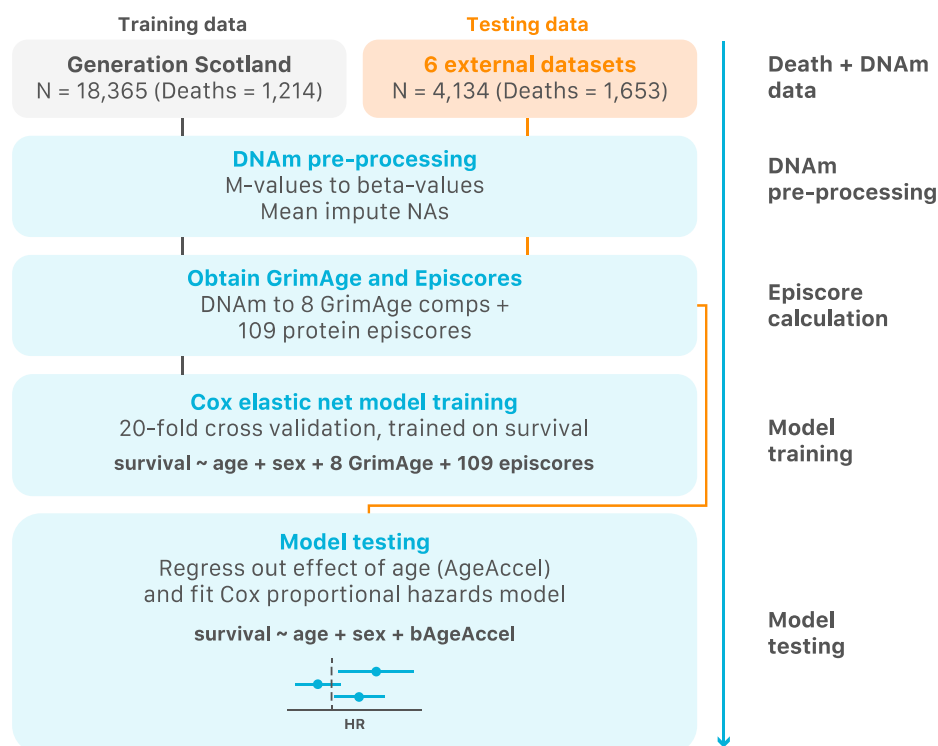 Training data
Testing data
Generation Scotland
N = 18,365 (Deaths = 1,214)
6 external datasets
N = 4,134 (Deaths = 1,653)
Death + DNAm
data
DNAm pre-processing
M-values to beta-values
Mean impute NAs
DNAm
pre-processing
Obtain GrimAge and Episcores
DNAm to 8 GrimAge comps +
109 protein episcores
Episcore
calculation
Cox elastic net model training
20-fold cross validation, trained on survival
survival ~ age + sex + 8 GrimAge + 109 episcores
Model
training
Model testing
Regress out effect of age (AgeAccel)
and fit Cox proportional hazards model
survival ~ age + sex + bAgeAccel
HR
Model
testing